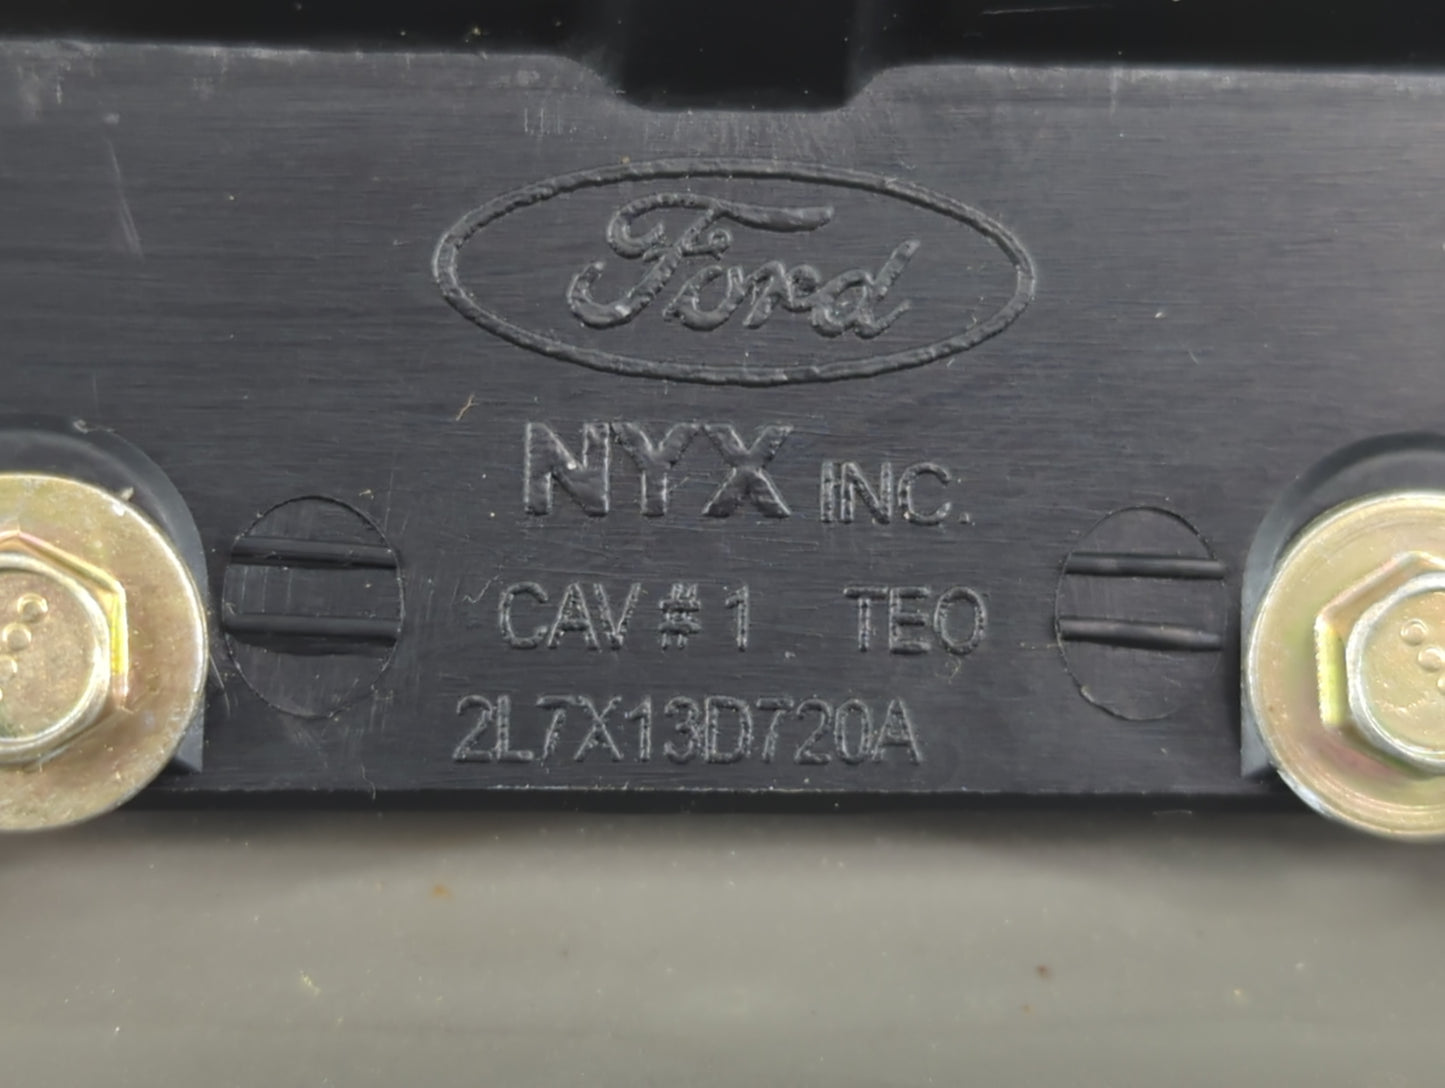 Ford
NYX INC.
CAV # 1 TEO
2L7X13D720A